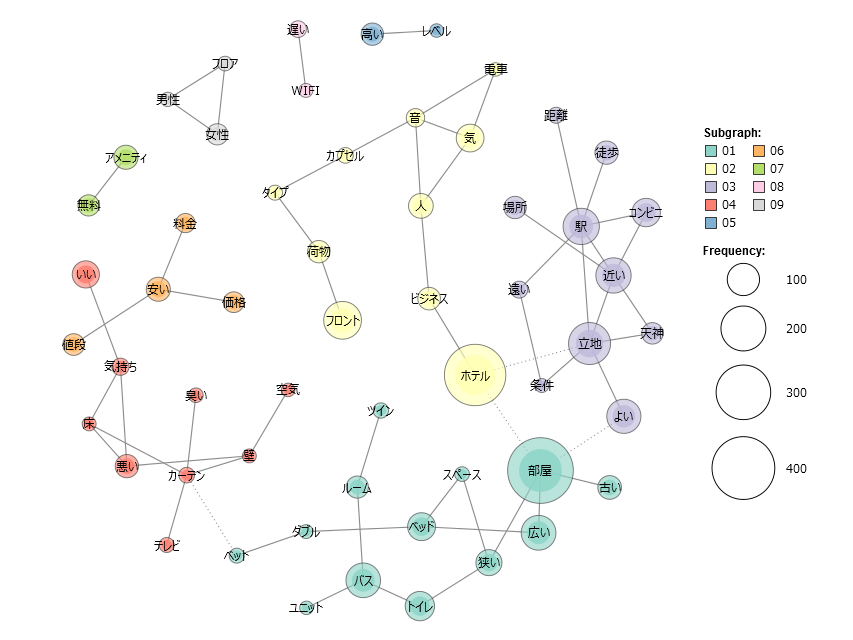 遅い
高い
レベル
フロア
電車
WIFI
男性
音
距離
女性
気
アメニティ
カプセル
徒歩
タイプ
無料
人
場所
コンビニ
料金
駅
荷物
いい
近い
安い
遠い
価格
ビジネス
フロント
天神
値段
立地
気持ち
ホテル
条件
臭い
空気
ツイン
よい
床
壁
悪い
カーテン
部屋
スペース
ルーム
古い
ベッド
ダブル
広い
テレビ
ペット
狭い
バス
ユニット
トイレ
Subgraph:
01 06
02 07
03 08
04 09
05
Frequency:
100
200
300
400